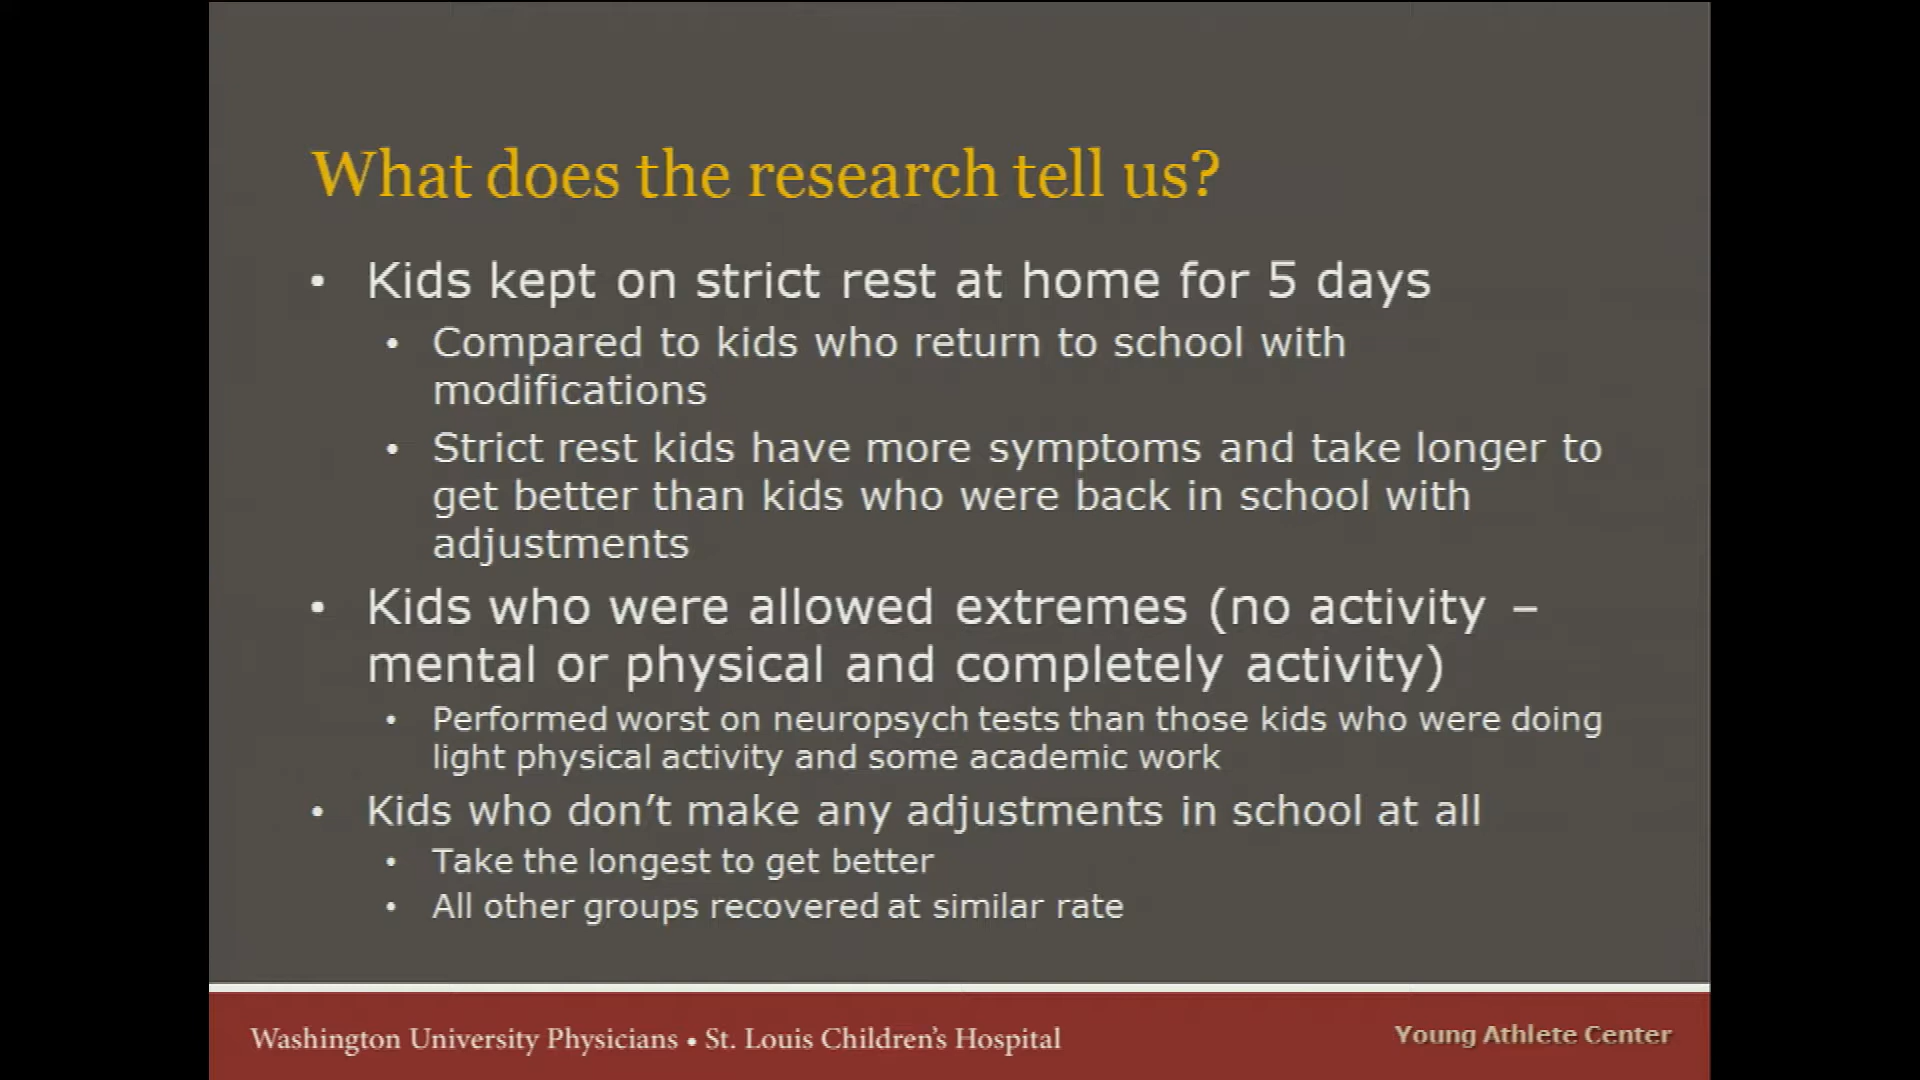 What does the research tell us?
• Kids kept on strict rest at home for 5 days
• Compared to kids who return to school with
modifications
• Strict rest kids have more symptoms and take longer to
get better than kids who were back in school with
adjustments
• Kids who were allowed extremes (no activity –
mental or physical and completely activity)
• Performed worst on neuropsych tests than those kids who were doing
light physical activity and some academic work
• Kids who don’t make any adjustments in school at all
• Take the longest to get better
• All other groups recovered at similar rate
Washington University Physicians • St. Louis Children’s Hospital
Young Athlete Center